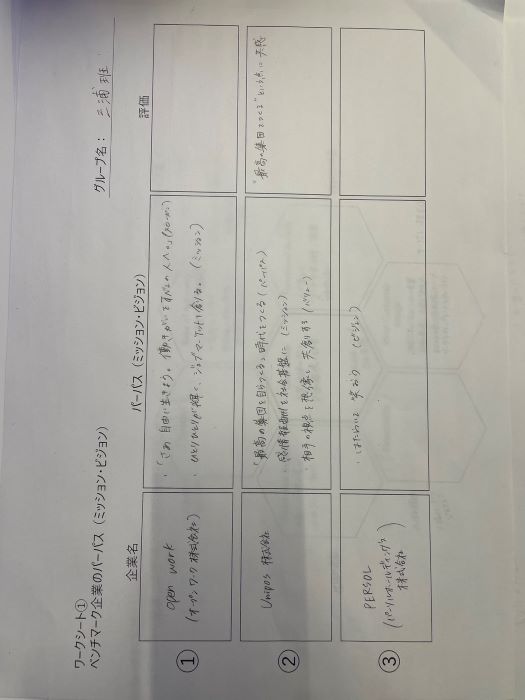 ワークシート①
ベンチマーク企業のパーパス（ミッション・ビジョン）
グループ名： 三浦班
企業名 パーパス（ミッション・ビジョン） 評価
①
open work
(オープンワーク株式会社)
・「さあ 自由に生きよう。働きがいをすべての人へ。」(スローガン)
・ひとりひとりが輝く、ジョブマーケットを創る。(ミッション)
②
Unipos 株式会社
「最高の集団を自らつくる」時代をつくる (パーパス)
感情報酬を社会基盤に (ミッション)
・相手の視点を想像し 共創する (バリュー)
"最高の集団をつくる"という点に共感
③
PERSOL
(パーソルホールディングス
株式会社)
・はたらいて 笑おう (ビジョン)